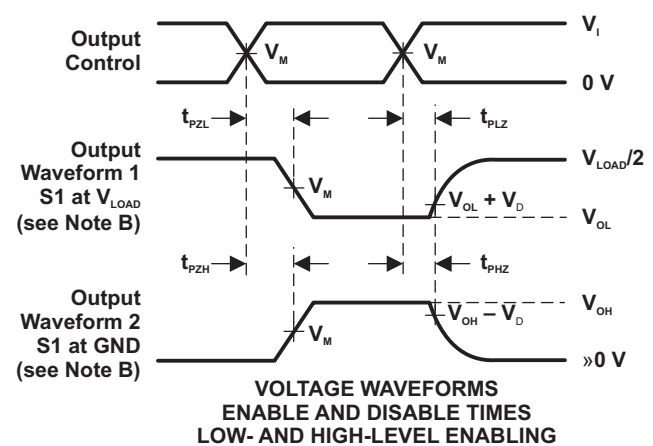 Output
Control
V_M
V_M
V_I
0 V
t_PZL
t_PLZ
Output
Waveform 1
S1 at V_LOAD
(see Note B)
V_M
V_OL + V_D
V_LOAD/2
V_OL
t_PZH
t_PHZ
Output
Waveform 2
S1 at GND
(see Note B)
V_M
V_OH – V_D
V_OH
»0 V
VOLTAGE WAVEFORMS
ENABLE AND DISABLE TIMES
LOW- AND HIGH-LEVEL ENABLING